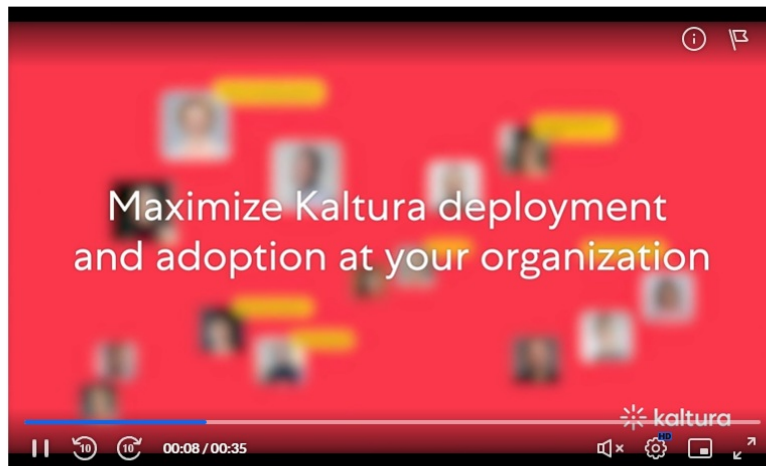 Maximize Kaltura deployment
and adoption at your organization
kaltura
10 10 00:08 / 00:35 HD